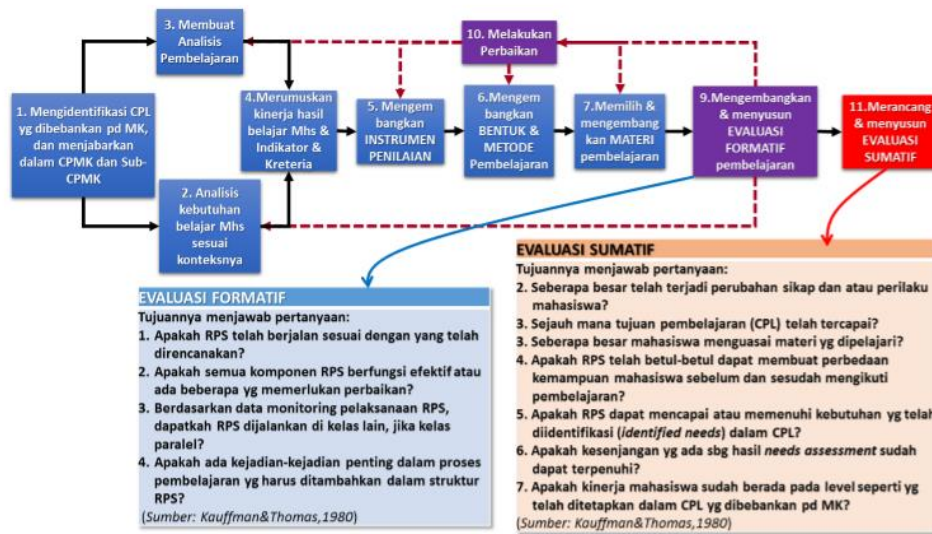 3. Membuat
Analisis
Pembelajaran
10. Melakukan
Perbaikan
1. Mengidentifikasi CPL
yg dibebankan pd MK,
dan menjabarkan
dalam CPMK dan Sub-
CPMK
4.Merumuskan
kinerja hasil
belajar Mhs &
Indikator &
Kreteria
5. Mengem
bangkan
INSTRUMEN
PENILAIAN
6.Mengem
bangkan
BENTUK &
METODE
Pembelajaran
7.Memilih &
mengembang
kan MATERI
pembelajaran
9.Mengembangkan
& menyusun
EVALUASI
FORMATIF
pembelajaran
11.Merancang
& menyusun
EVALUASI
SUMATIF
2. Analisis
kebutuhan
belajar Mhs
sesuai
konteksnya
EVALUASI FORMATIF
Tujuannya menjawab pertanyaan:
1. Apakah RPS telah berjalan sesuai dengan yang telah
direncanakan?
2. Apakah semua komponen RPS berfungsi efektif atau
ada beberapa yg memerlukan perbaikan?
3. Berdasarkan data monitoring pelaksanaan RPS,
dapatkah RPS dijalankan di kelas lain, jika kelas
paralel?
4. Apakah ada kejadian-kejadian penting dalam proses
pembelajaran yg harus ditambahkan dalam struktur
RPS?
(Sumber: Kauffman&Thomas,1980)
EVALUASI SUMATIF
Tujuannya menjawab pertanyaan:
2. Seberapa besar telah terjadi perubahan sikap dan atau perilaku
mahasiswa?
3. Sejauh mana tujuan pembelajaran (CPL) telah tercapai?
3. Seberapa besar mahasiswa menguasai materi yg dipelajari?
4. Apakah RPS telah betul-betul dapat membuat perbedaan
kemampuan mahasiswa sebelum dan sesudah mengikuti
pembelajaran?
5. Apakah RPS dapat mencapai atau memenuhi kebutuhan yg telah
diidentifikasi (identified needs) dalam CPL?
6. Apakah kesenjangan yg ada sbg hasil needs assessment sudah
dapat terpenuhi?
7. Apakah kinerja mahasiswa sudah berada pada level seperti yg
telah ditetapkan dalam CPL yg dibebankan pd MK?
(Sumber: Kauffman&Thomas,1980)